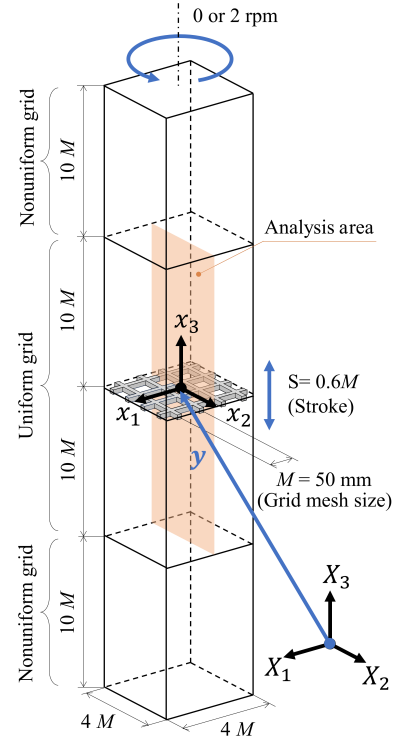 0 or 2 rpm
Nonuniform grid
10 M
Analysis area
Uniform grid
10 M
x₃
x₁
x₂
S= 0.6M
(Stroke)
y
M = 50 mm
(Grid mesh size)
10 M
Nonuniform grid
10 M
X₃
X₁
X₂
4 M
4 M